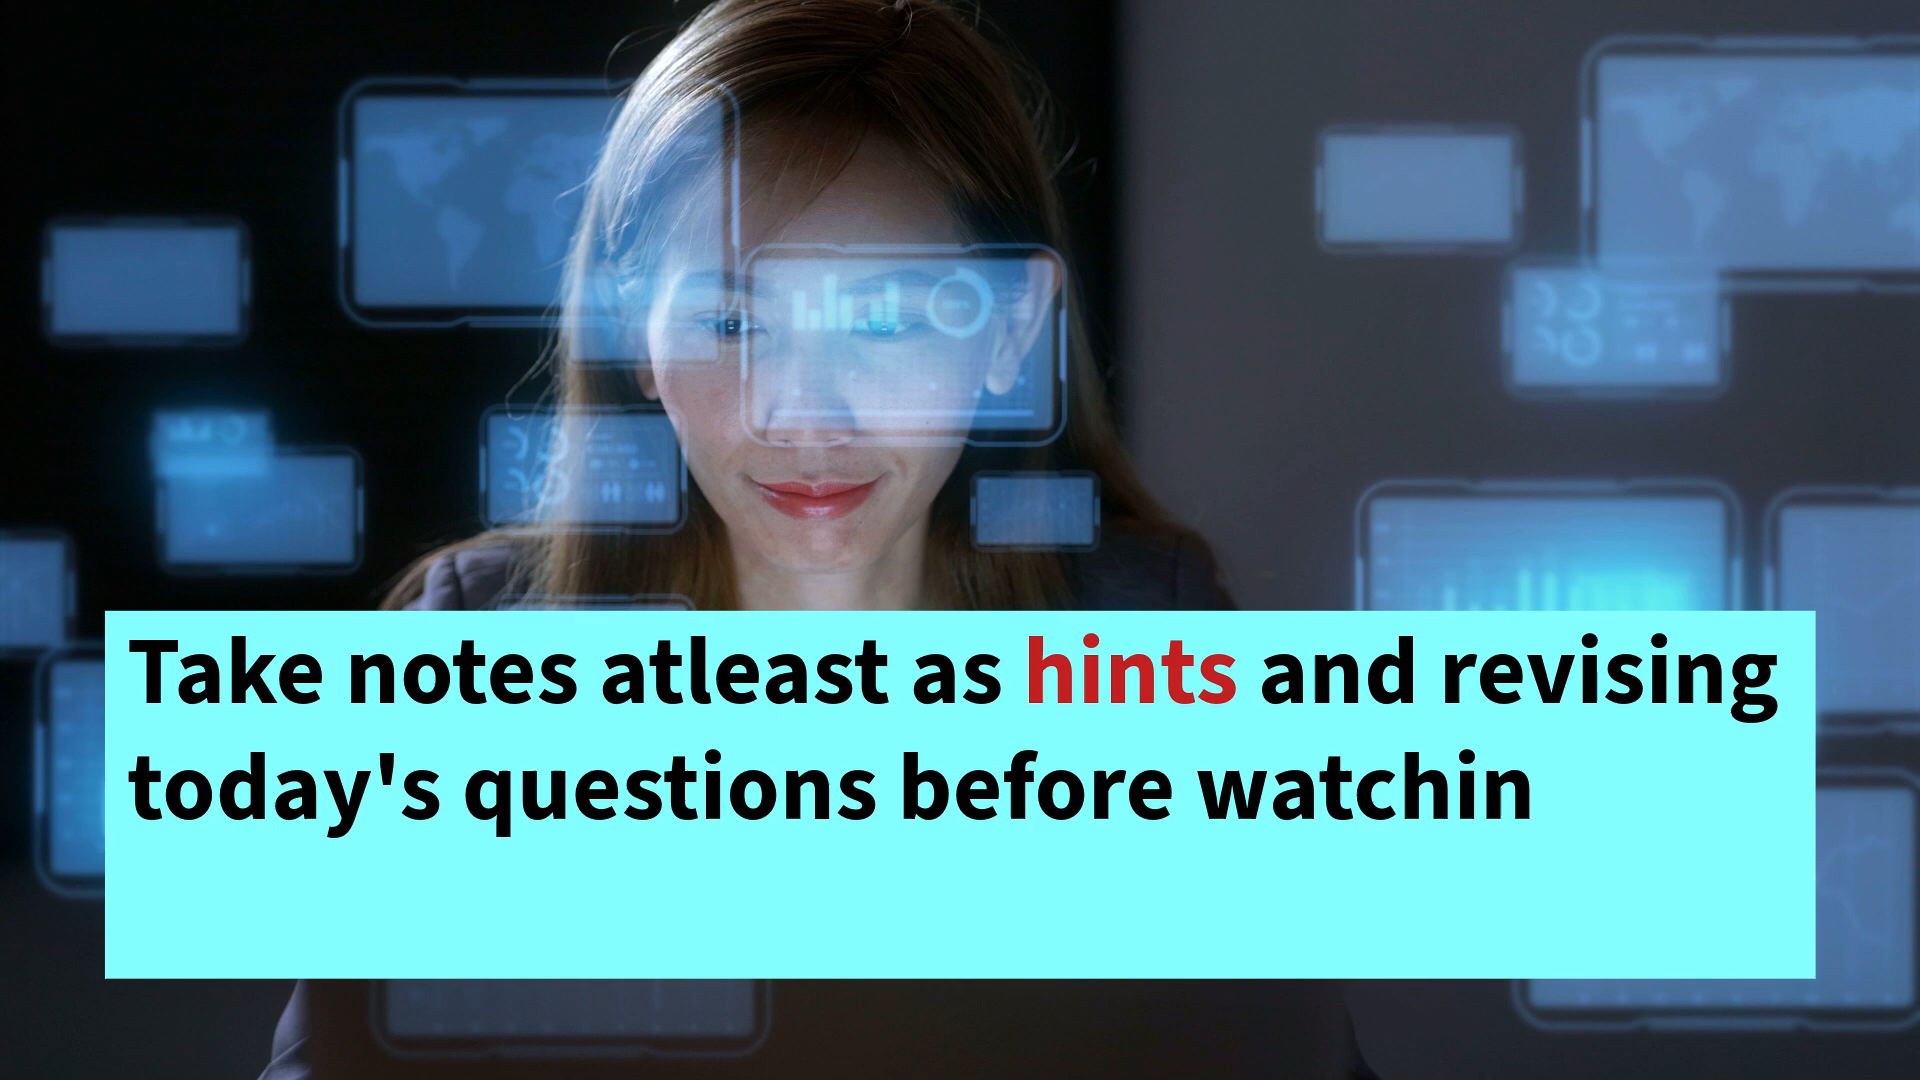 Take notes atleast as hints and revising
today's questions before watchin